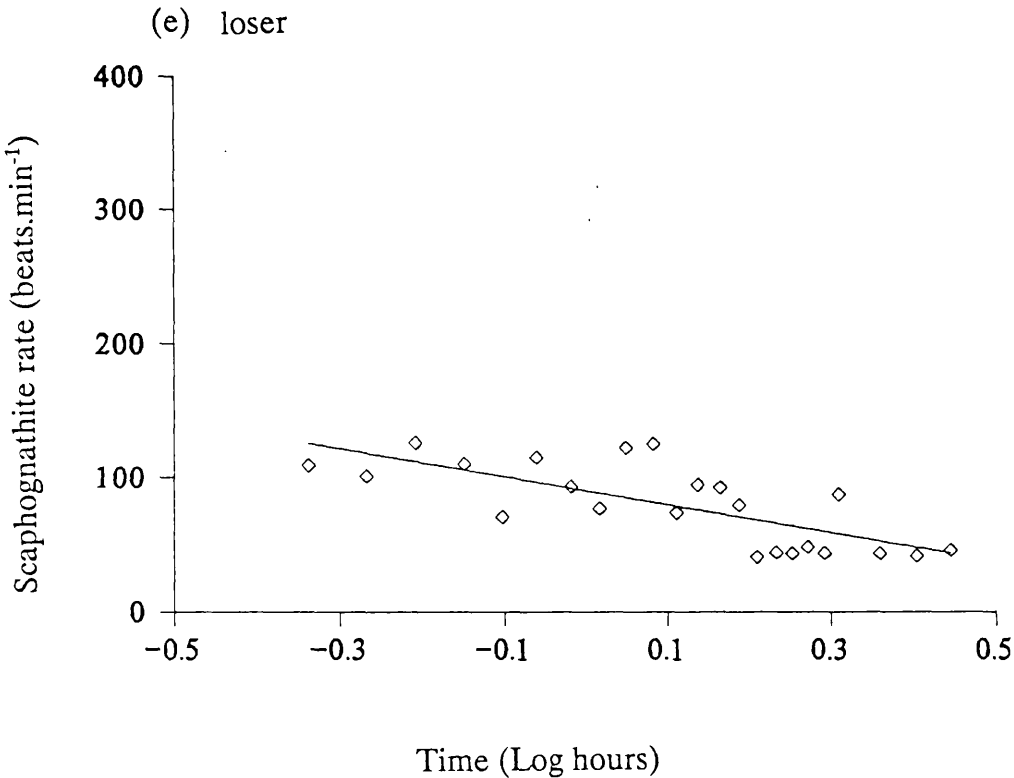 (e) loser
400
300
200
100
0
Scaphognathite rate (beats.min⁻¹)
−0.5 −0.3 −0.1 0.1 0.3 0.5
Time (Log hours)